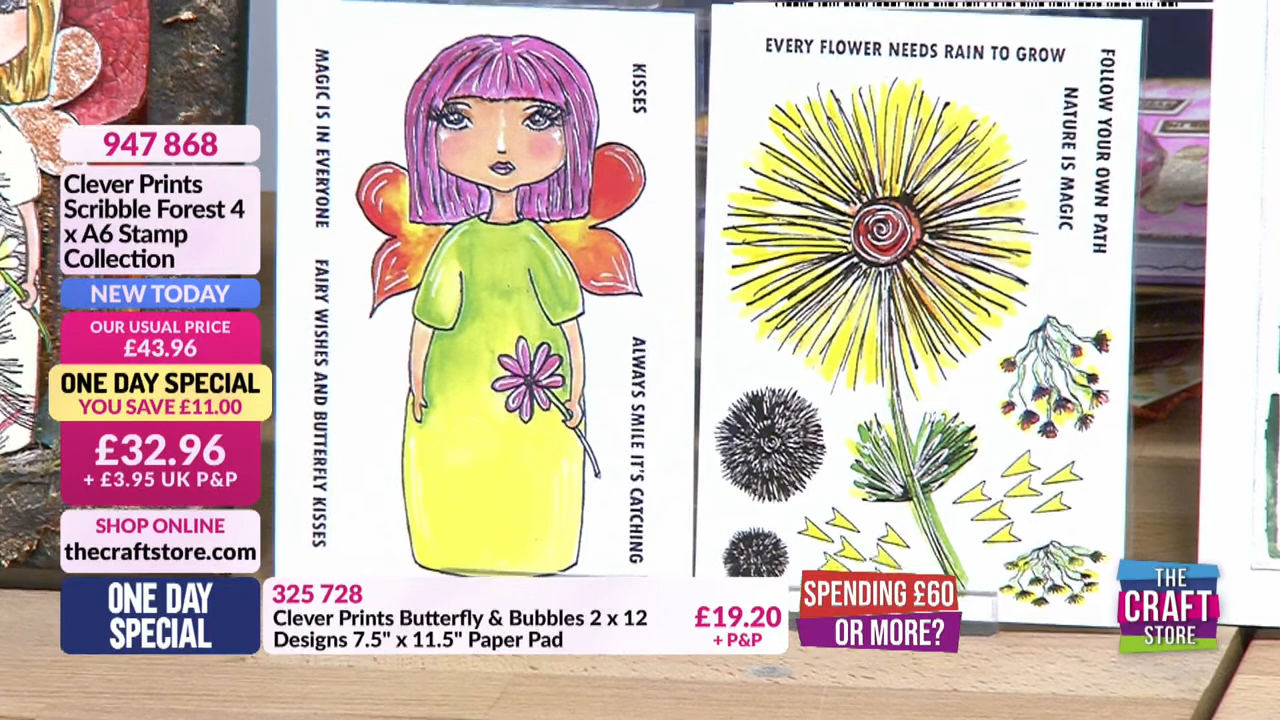 947 868
Clever Prints
Scribble Forest 4
x A6 Stamp
Collection
NEW TODAY
OUR USUAL PRICE
£43.96
ONE DAY SPECIAL
YOU SAVE £11.00
£32.96
+ £3.95 UK P&P
SHOP ONLINE
thecraftstore.com
ONE DAY
SPECIAL
MAGIC IS IN EVERYONE
FAIRY WISHES AND BUTTERFLY KISSES
KISSES
ALWAYS SMILE IT'S CATCHING
EVERY FLOWER NEEDS RAIN TO GROW
FOLLOW YOUR OWN PATH
NATURE IS MAGIC
325 728
Clever Prints Butterfly & Bubbles 2 x 12
Designs 7.5" x 11.5" Paper Pad
£19.20
+ P&P
SPENDING £60
OR MORE?
THE
CRAFT
STORE